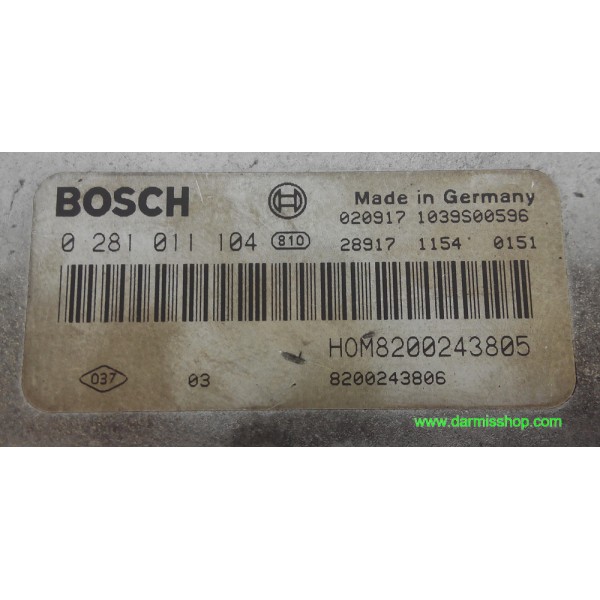 BOSCH
Made in Germany
020917 1039S00596
0 281 011 104 810
28917 1154 0151
HOM8200243805
037 03 8200243806
www.darmisshop.com